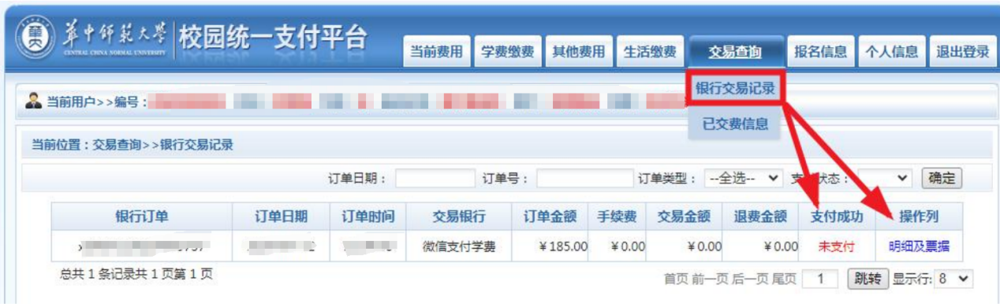 華中師範大學 校园统一支付平台
CENTRAL CHINA NORMAL UNIVERSITY
当前费用 学费缴费 其他费用 生活缴费 交易查询 报名信息 个人信息 退出登录
银行交易记录
当前用户>>编号：
已交费信息
当前位置：交易查询>>银行交易记录
订单日期： 订单号： 订单类型： --全选-- 状态： 确定
银行订单 订单日期 订单时间 交易银行 订单金额 手续费 交易金额 退费金额 支付成功 操作列
微信支付学费 ￥185.00 ￥0.00 ￥0.00 ￥0.00 未支付 明细及票据
总共 1 条记录共 1 页第 1 页
首页 前一页 后一页 尾页 1 跳转 显示行: 8